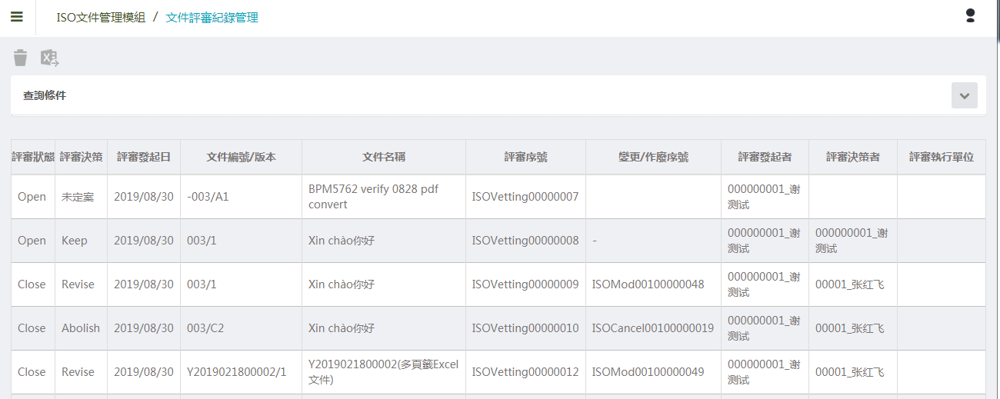 ISO文件管理模組 / 文件評審紀錄管理
查詢條件
評審狀態 評審決策 評審發起日 文件編號/版本 文件名稱 評審序號 變更/作廢序號 評審發起者 評審決策者 評審執行單位
Open 未定案 2019/08/30 -003/A1 BPM5762 verify 0828 pdf convert ISOVetting00000007 000000001_谢测试
Open Keep 2019/08/30 003/1 Xin chào你好 ISOVetting00000008 - 000000001_谢测试 000000001_谢测试
Close Revise 2019/08/30 003/1 Xin chào你好 ISOVetting00000009 ISOMod00100000048 000000001_谢测试 00001_张红飞
Close Abolish 2019/08/30 003/C2 Xin chào你好 ISOVetting00000010 ISOCancel00100000019 000000001_谢测试 00001_张红飞
Close Revise 2019/08/30 Y2019021800002/1 Y2019021800002(多頁籤Excel文件) ISOVetting00000012 ISOMod00100000049 000000001_谢测试 00001_张红飞